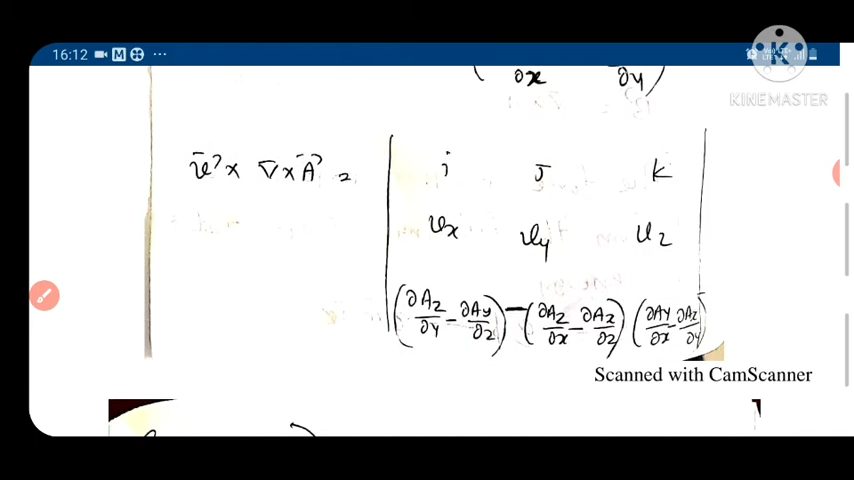 16:12 M ...
KINEMASTER
∂x ∂y
v⃗ × ∇ × A⃗ =
i j k
vx vy vz
(∂Az/∂y − ∂Ay/∂z) −(∂Az/∂x − ∂Ax/∂z) (∂Ay/∂x − ∂Ax/∂y)
Scanned with CamScanner